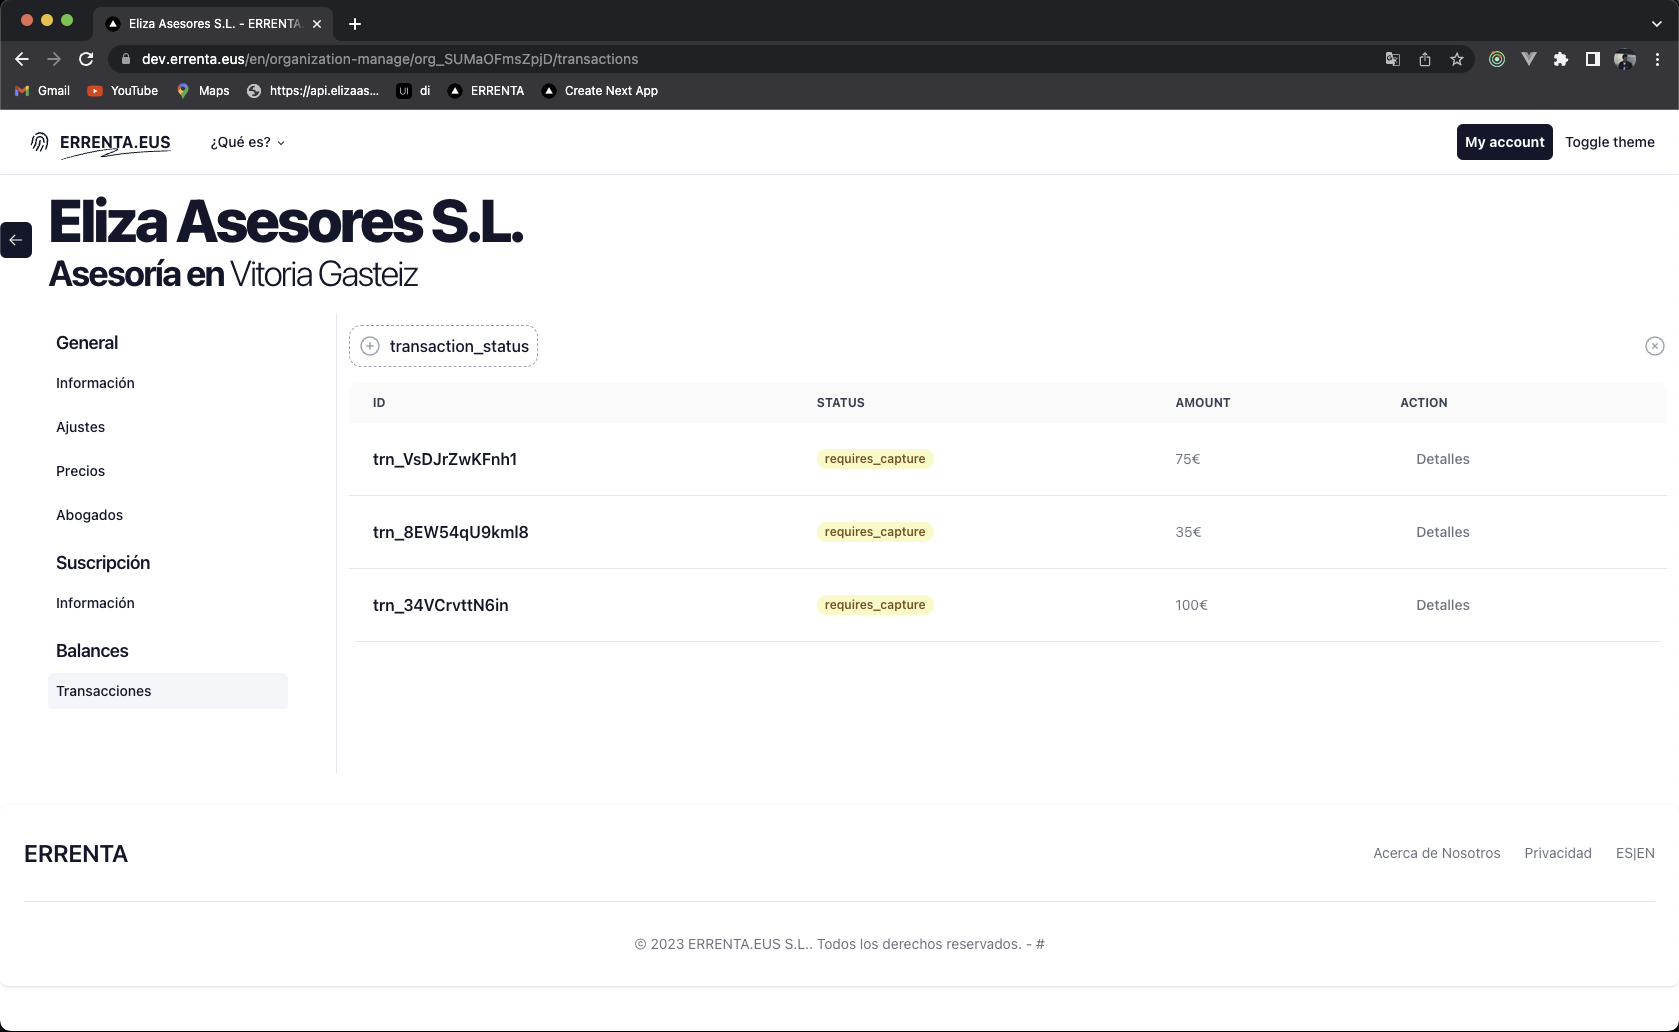 Eliza Asesores S.L. - ERRENTA
dev.errenta.eus/en/organization-manage/org_SUMaOFmsZpjD/transactions
Gmail YouTube Maps https://api.elizaas... UI di ERRENTA Create Next App
ERRENTA.EUS ¿Qué es? My account Toggle theme
Eliza Asesores S.L.
Asesoría en Vitoria Gasteiz
General
Información
Ajustes
Precios
Abogados
Suscripción
Información
Balances
Transacciones
transaction_status
ID STATUS AMOUNT ACTION
trn_VsDJrZwKFnh1 requires_capture 75€ Detalles
trn_8EW54qU9kml8 requires_capture 35€ Detalles
trn_34VCrvttN6in requires_capture 100€ Detalles
ERRENTA
Acerca de Nosotros Privacidad ES|EN
© 2023 ERRENTA.EUS S.L.. Todos los derechos reservados. - #